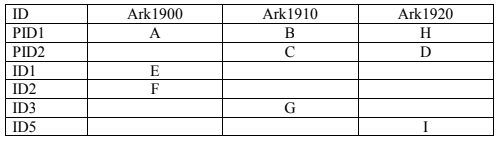 ID Ark1900 Ark1910 Ark1920
PID1 A B H
PID2 C D
ID1 E
ID2 F
ID3 G
ID5 I